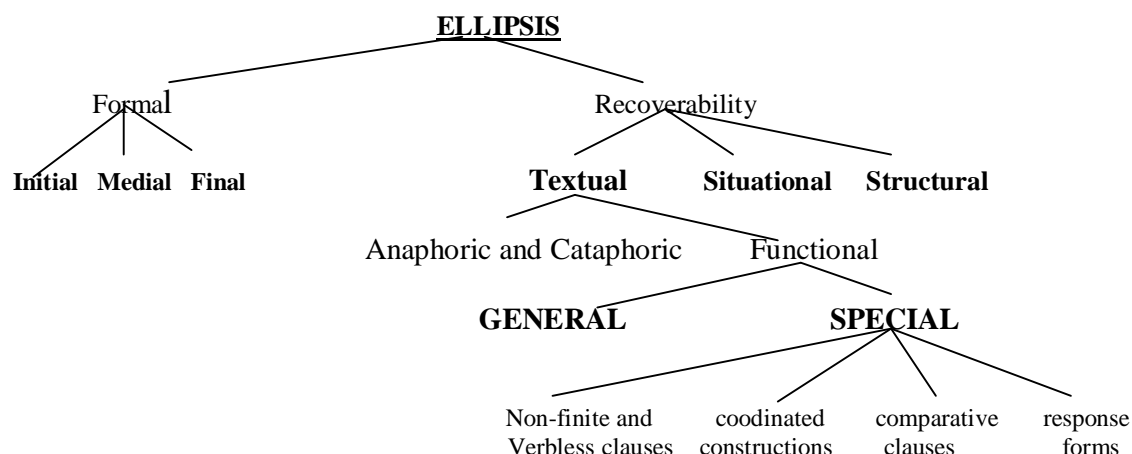 ELLIPSIS
Formal Recoverability
Initial Medial Final Textual Situational Structural
Anaphoric and Cataphoric Functional
GENERAL SPECIAL
Non-finite and coodinated comparative response
Verbless clauses constructions clauses forms